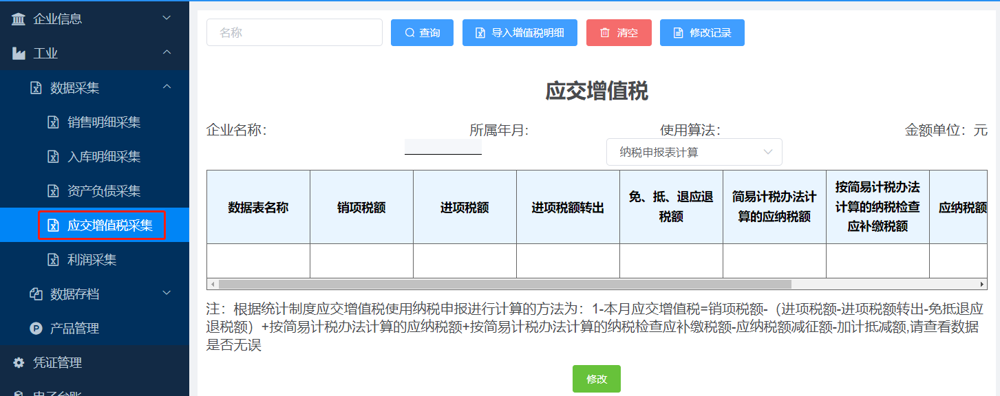 企业信息
工业
数据采集
销售明细采集
入库明细采集
资产负债采集
应交增值税采集
利润采集
数据存档
产品管理
凭证管理
名称
查询
导入增值税明细
清空
修改记录
应交增值税
企业名称:
所属年月:
使用算法:
金额单位：元
纳税申报表计算
数据表名称
销项税额
进项税额
进项税额转出
免、抵、退应退
税额
简易计税办法计
算的应纳税额
按简易计税办法
计算的纳税检查
应补缴税额
应纳税额
注：根据统计制度应交增值税使用纳税申报进行计算的方法为：1-本月应交增值税=销项税额-（进项税额-进项税额转出-免抵退应
退税额）+按简易计税办法计算的应纳税额+按简易计税办法计算的纳税检查应补缴税额-应纳税额减征额-加计抵减额,请查看数据
是否无误
修改